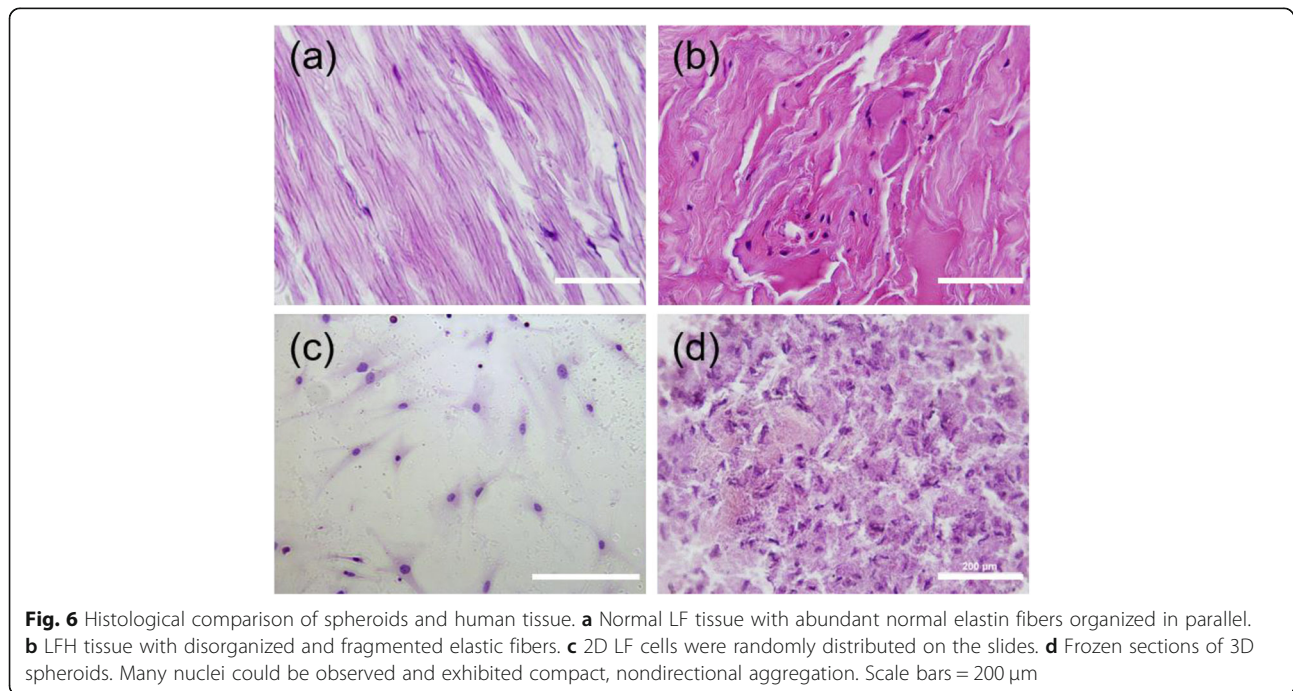 (a)
(b)
(c)
(d)
200 μm
Fig. 6 Histological comparison of spheroids and human tissue. a Normal LF tissue with abundant normal elastin fibers organized in parallel.
b LFH tissue with disorganized and fragmented elastic fibers. c 2D LF cells were randomly distributed on the slides. d Frozen sections of 3D
spheroids. Many nuclei could be observed and exhibited compact, nondirectional aggregation. Scale bars = 200 μm